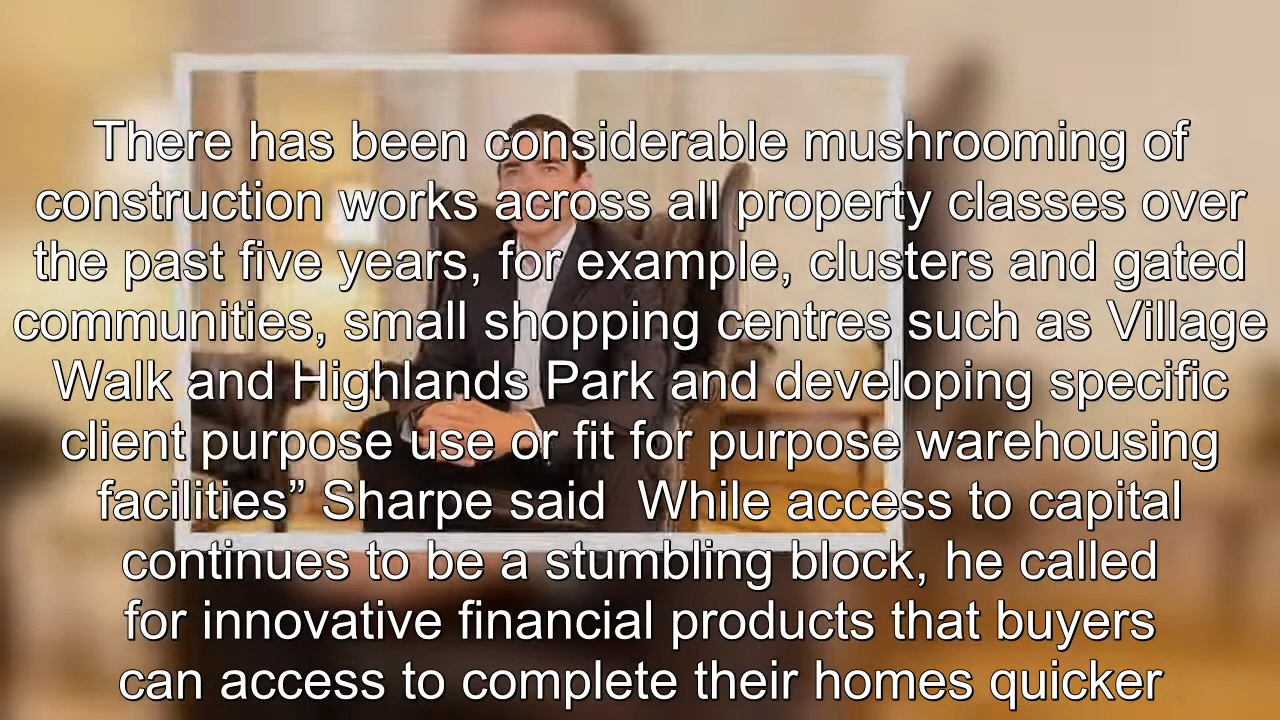 There has been considerable mushrooming of
construction works across all property classes over
the past five years, for example, clusters and gated
communities, small shopping centres such as Village
Walk and Highlands Park and developing specific
client purpose use or fit for purpose warehousing
facilities” Sharpe said  While access to capital
continues to be a stumbling block, he called
for innovative financial products that buyers
can access to complete their homes quicker